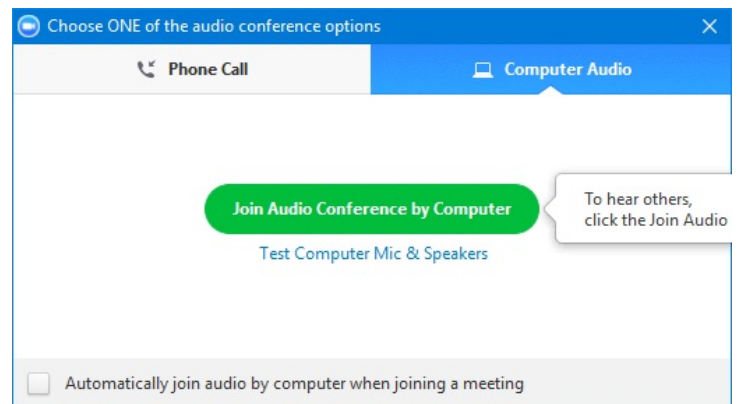 Choose ONE of the audio conference options
Phone Call
Computer Audio
Join Audio Conference by Computer
To hear others,
click the Join Audio
Test Computer Mic & Speakers
Automatically join audio by computer when joining a meeting